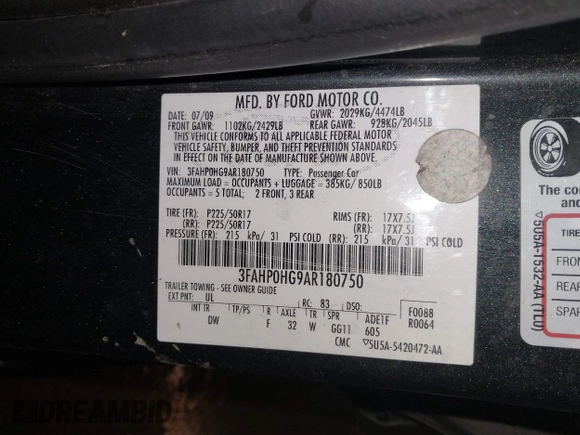 MFD. BY FORD MOTOR CO.
DATE: 07/09 GVWR: 2029KG/4474LB
FRONT GAWR: 1102KG/2429LB REAR GAWR: 928KG/2045LB
THIS VEHICLE CONFORMS TO ALL APPLICABLE FEDERAL MOTOR
VEHICLE SAFETY, BUMPER, AND THEFT PREVENTION STANDARDS
IN EFFECT ON THE DATE OF MANUFACTURE SHOWN ABOVE.
VIN: 3FAHP0HG9AR180750 TYPE: Passenger Car
MAXIMUM LOAD = OCCUPANTS + LUGGAGE = 385KG/ 850LB
OCCUPANTS = 5 TOTAL; 2 FRONT, 3 REAR
TIRE (FR): P225/50R17 RIMS (FR): 17X7.5J
(RR): P225/50R17 (RR): 17X7.5J
PRESSURE (FR): 215 kPa/ 31 PSI COLD (RR): 215 kPa/ 31 PSI COLD
3FAHP0HG9AR180750
TRAILER TOWING - SEE OWNER GUIDE
EXT PNT: UL RC: 83 DSO: F0088
INT TR TP/PS R AXLE TR SPR ADE1F R0064
DW F 32 W GG11 605
CMC ▽5U5A-5420472-AA
The co
and
▽5U5A-1532-AA (TLU)
TIRE
FRON
REAR
SPAR
DREAMBID